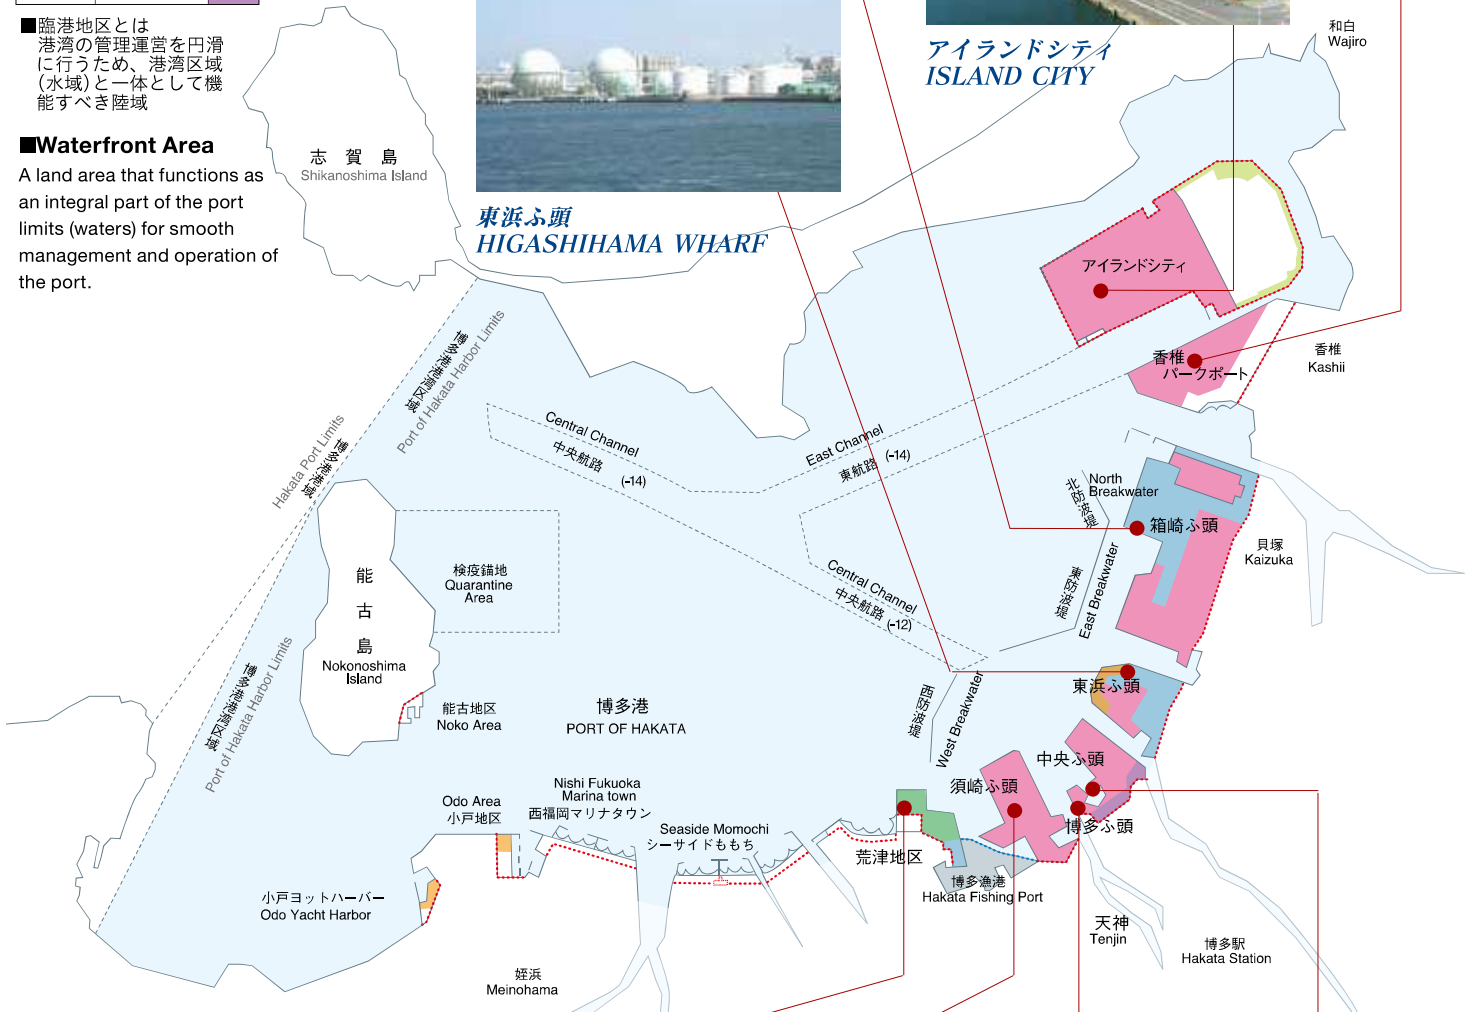 ■臨港地区とは
港湾の管理運営を円滑
に行うため、港湾区域
(水域)と一体として機
能すべき陸域
■Waterfront Area
A land area that functions as
an integral part of the port
limits (waters) for smooth
management and operation of
the port.
志賀島
Shikanoshima Island
東浜ふ頭
HIGASHIHAMA WHARF
アイランドシティ
ISLAND CITY
和白
Wajiro
アイランドシティ
香椎
パークポート
香椎
Kashii
博多港港湾区域
Port of Hakata Harbor Limits
Hakata Port Limits
博多港港域
Central Channel
中央航路
(-14)
East Channel
東航路
(-14)
北防波堤
North
Breakwater
箱崎ふ頭
貝塚
Kaizuka
検疫錨地
Quarantine
Area
能古島
Nokonoshima
Island
Central Channel
中央航路
(-12)
東防波堤
East Breakwater
博多港港湾区域
Port of Hakata Harbor Limits
能古地区
Noko Area
博多港
PORT OF HAKATA
西防波堤
West Breakwater
東浜ふ頭
中央ふ頭
須崎ふ頭
博多ふ頭
Nishi Fukuoka
Marina town
西福岡マリナタウン
Odo Area
小戸地区
Seaside Momochi
シーサイドももち
荒津地区
博多漁港
Hakata Fishing Port
小戸ヨットハーバー
Odo Yacht Harbor
天神
Tenjin
博多駅
Hakata Station
姪浜
Meinohama